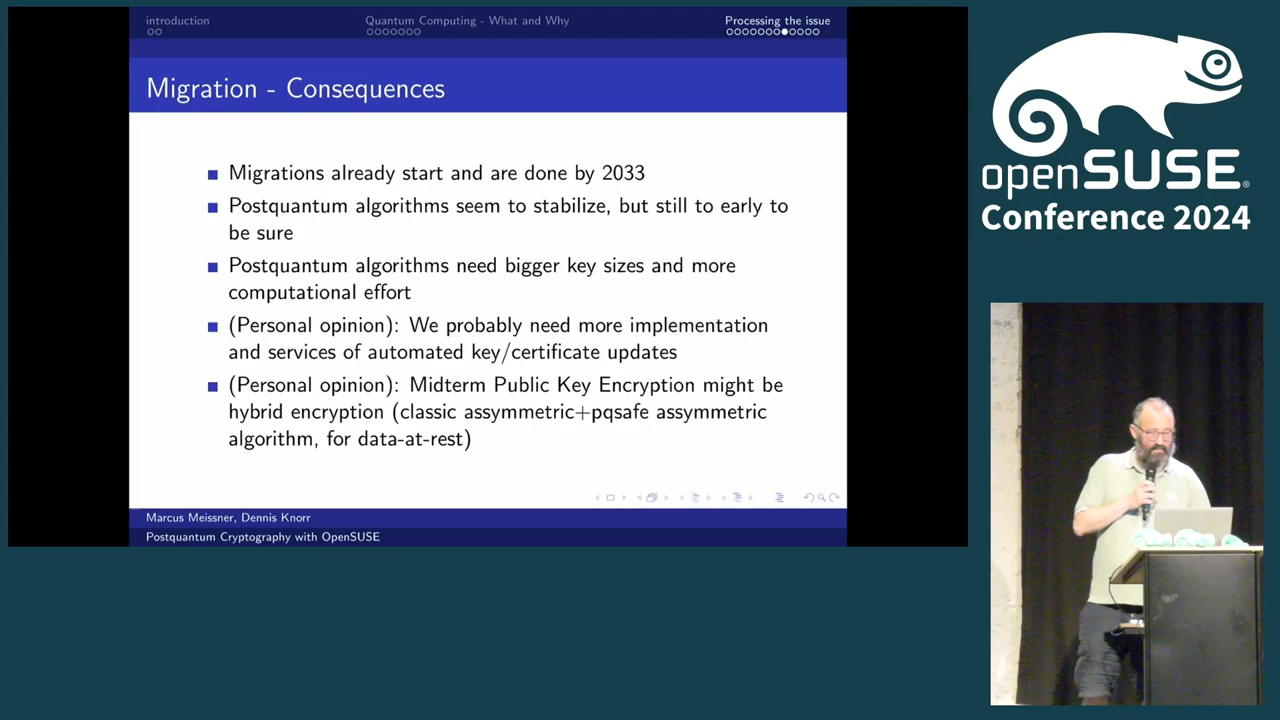 introduction
Quantum Computing - What and Why
Processing the issue
Migration - Consequences
Migrations already start and are done by 2033
Postquantum algorithms seem to stabilize, but still to early to
be sure
Postquantum algorithms need bigger key sizes and more
computational effort
(Personal opinion): We probably need more implementation
and services of automated key/certificate updates
(Personal opinion): Midterm Public Key Encryption might be
hybrid encryption (classic assymmetric+pqsafe assymetric
algorithm, for data-at-rest)
Marcus Meissner, Dennis Knorr
Postquantum Cryptography with OpenSUSE
openSUSE®
Conference 2024